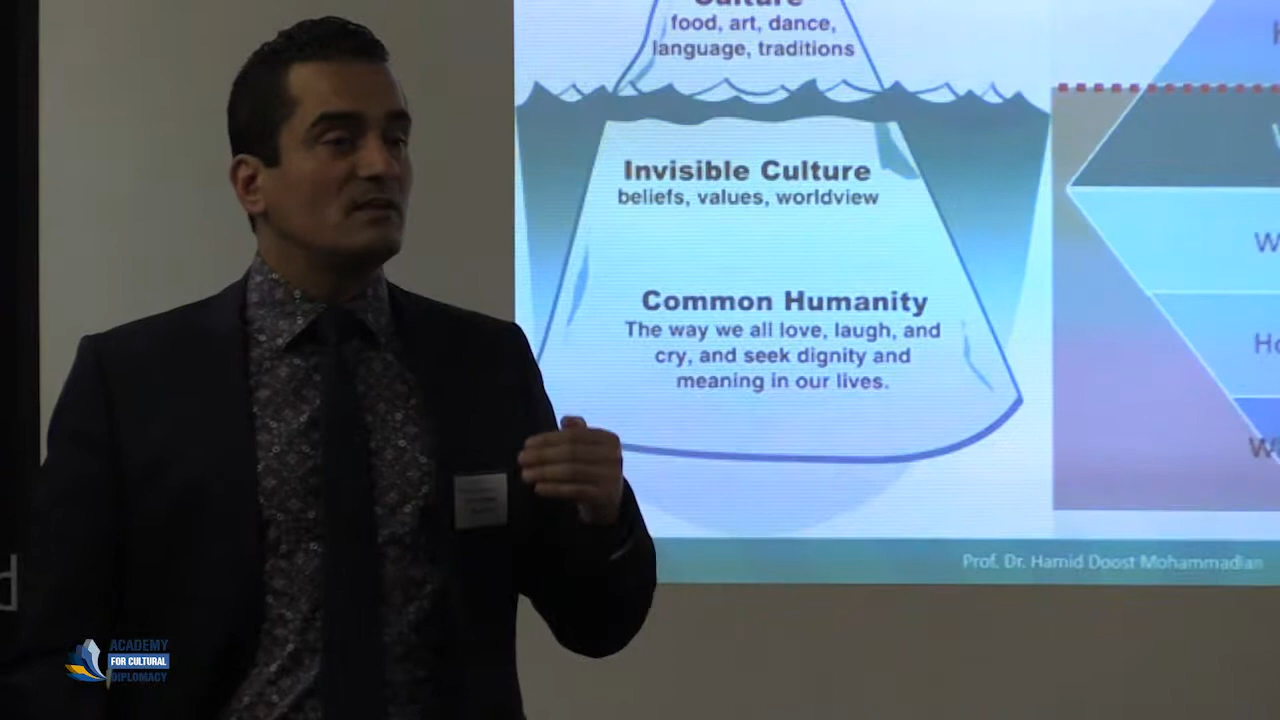 Culture
food, art, dance,
language, traditions
Invisible Culture
beliefs, values, worldview
Common Humanity
The way we all love, laugh, and
cry, and seek dignity and
meaning in our lives.
Prof. Dr. Hamid Doost Mohammadian
ACADEMY
FOR CULTURAL
DIPLOMACY